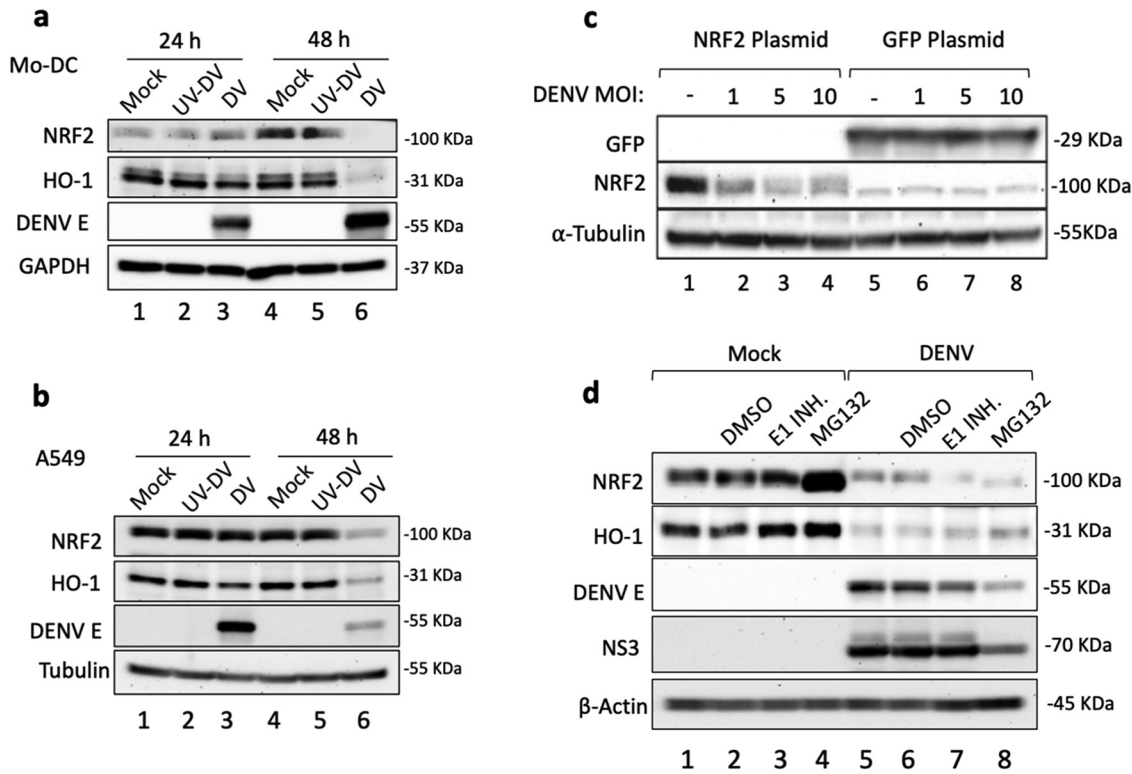 a
24 h 48 h
Mo-DC
Mock UV-DV DV Mock UV-DV DV
NRF2 -100 KDa
HO-1 -31 KDa
DENV E -55 KDa
GAPDH -37 KDa
1 2 3 4 5 6
b
24 h 48 h
A549
Mock UV-DV DV Mock UV-DV DV
NRF2 -100 KDa
HO-1 -31 KDa
DENV E -55 KDa
Tubulin -55 KDa
1 2 3 4 5 6
c
NRF2 Plasmid GFP Plasmid
DENV MOI: - 1 5 10 - 1 5 10
GFP -29 KDa
NRF2 -100 KDa
α-Tubulin -55KDa
1 2 3 4 5 6 7 8
Mock DENV
d
DMSO E1 INH. MG132 DMSO E1 INH. MG132
NRF2 -100 KDa
HO-1 -31 KDa
DENV E -55 KDa
NS3 -70 KDa
β-Actin -45 KDa
1 2 3 4 5 6 7 8